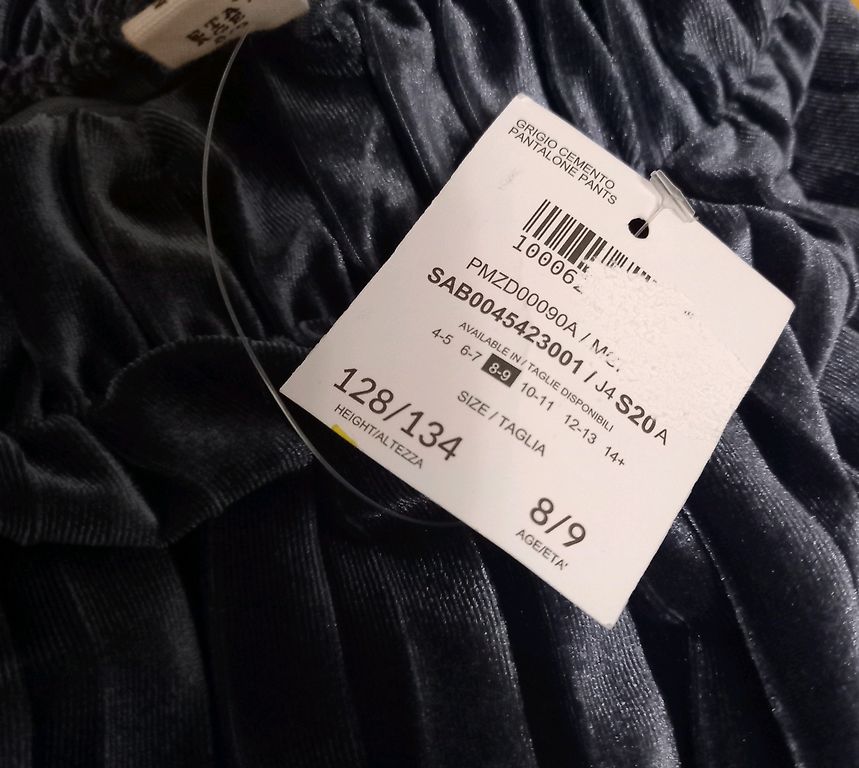 GRIGIO CEMENTO
PANTALONE PANTS
10006
PMZD00090A /
SAB0045423001 / J4 S20 A
AVAILABLE IN / TAGLIE DISPONIBILI
4-5 6-7 8-9 10-11 12-13 14+
SIZE / TAGLIA
128/134
HEIGHT/ALTEZZA
8/9
AGE/ETA'